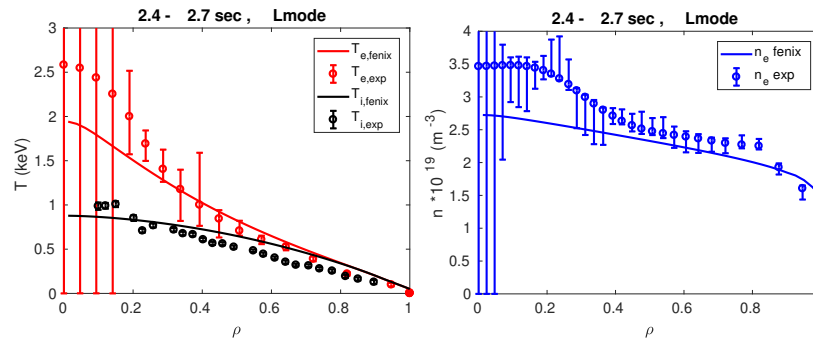 2.4 - 2.7 sec , Lmode
T (keV)
3
2.5
2
1.5
1
0.5
0
0 0.2 0.4 0.6 0.8 1
ρ
T_e,fenix
T_e,exp
T_i,fenix
T_i,exp
2.4 - 2.7 sec , Lmode
n *10^19 (m^-3)
4
3.5
3
2.5
2
1.5
1
0.5
0
0 0.2 0.4 0.6 0.8
ρ
n_e fenix
n_e exp